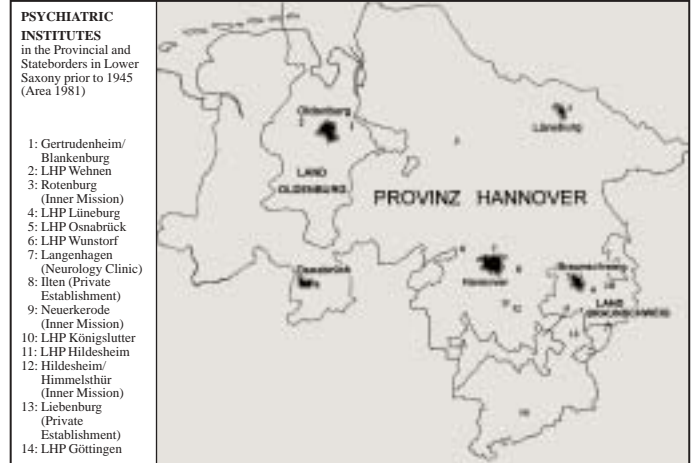 PSYCHIATRIC
INSTITUTES
in the Provincial and
Stateborders in Lower
Saxony prior to 1945
(Area 1981)
1: Gertrudenheim/
Blankenburg
2: LHP Wehnen
3: Rotenburg
(Inner Mission)
4: LHP Lüneburg
5: LHP Osnabrück
6: LHP Wunstorf
7: Langenhagen
(Neurology Clinic)
8: Ilten (Private
Establishment)
9: Neuerkerode
(Inner Mission)
10: LHP Königslutter
11: LHP Hildesheim
12: Hildesheim/
Himmelsthür
(Inner Mission)
13: Liebenburg
(Private
Establishment)
14: LHP Göttingen
Oldenburg
Lüneburg
LAND
OLDENBURG
PROVINZ HANNOVER
Osnabrück
Hannover
Braunschweig
LAND
BRAUNSCHWEIG